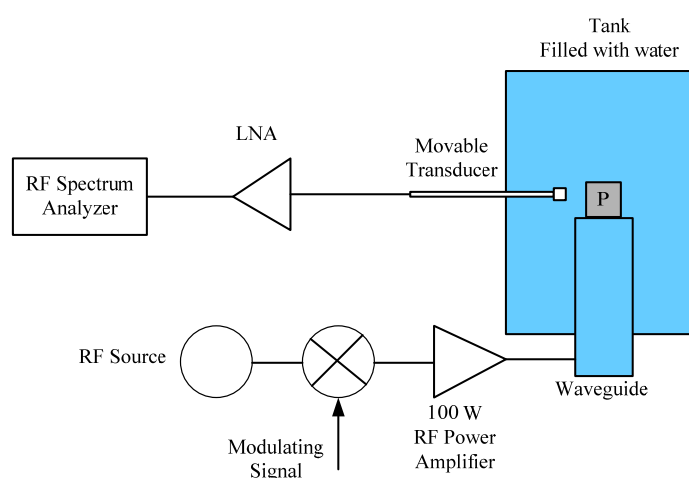 Tank
Filled with water
LNA
Movable
Transducer
RF Spectrum
Analyzer
P
RF Source
Waveguide
100 W
RF Power
Amplifier
Modulating
Signal